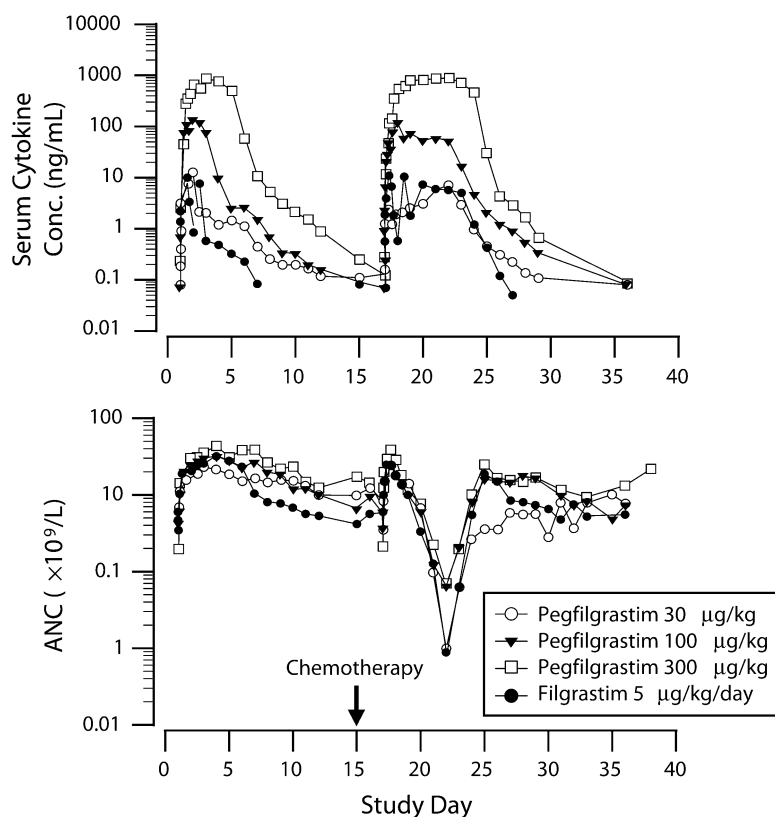 10000
1000
100
10
1
0.1
0.01
Serum Cytokine
Conc. (ng/mL)
0 5 10 15 20 25 30 35 40
100
10
0.1
1
0.01
ANC ( ×10⁹/L)
Chemotherapy
Pegfilgrastim 30 μg/kg
Pegfilgrastim 100 μg/kg
Pegfilgrastim 300 μg/kg
Filgrastim 5 μg/kg/day
0 5 10 15 20 25 30 35 40
Study Day